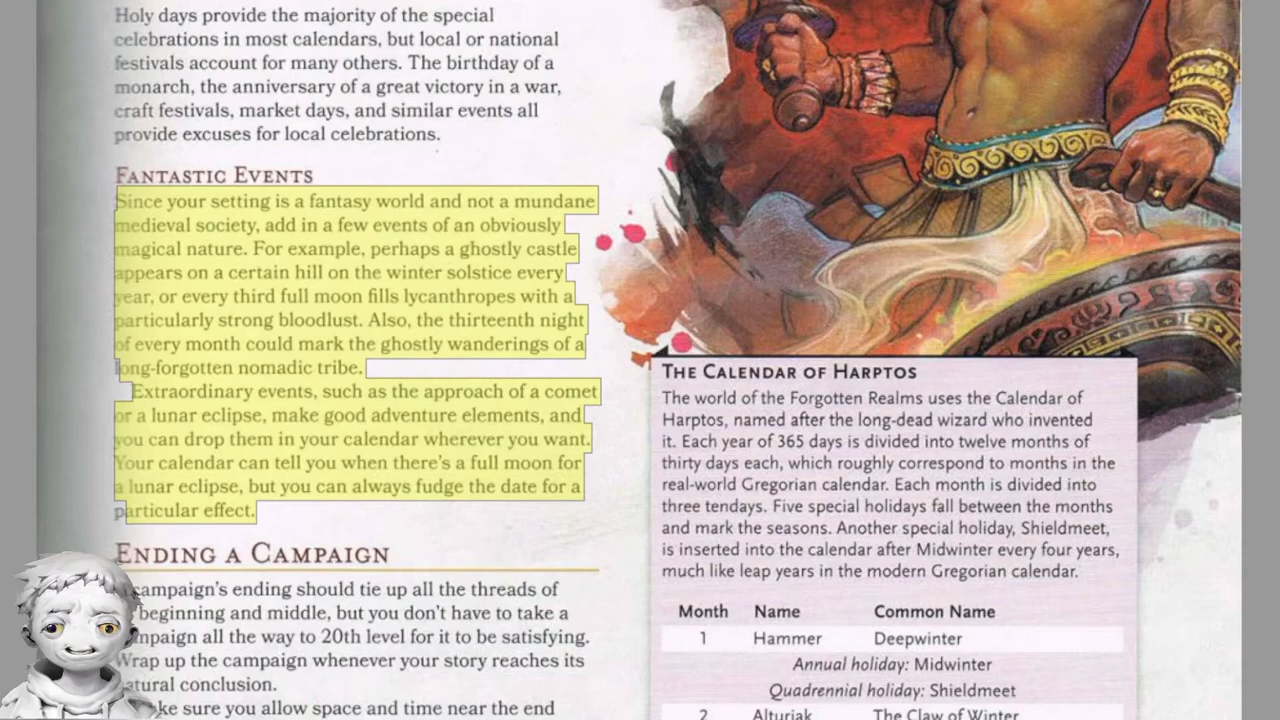 Holy days provide the majority of the special
celebrations in most calendars, but local or national
festivals account for many others. The birthday of a
monarch, the anniversary of a great victory in a war,
craft festivals, market days, and similar events all
provide excuses for local celebrations.
FANTASTIC EVENTS
Since your setting is a fantasy world and not a mundane
medieval society, add in a few events of an obviously
magical nature. For example, perhaps a ghostly castle
appears on a certain hill on the winter solstice every
year, or every third full moon fills lycanthropes with a
particularly strong bloodlust. Also, the thirteenth night
of every month could mark the ghostly wanderings of a
long-forgotten nomadic tribe.
Extraordinary events, such as the approach of a comet
or a lunar eclipse, make good adventure elements, and
you can drop them in your calendar wherever you want.
Your calendar can tell you when there's a full moon for
a lunar eclipse, but you can always fudge the date for a
particular effect.
ENDING A CAMPAIGN
campaign's ending should tie up all the threads of
beginning and middle, but you don't have to take a
all the way to 20th level for it to be satisfying.
Wrap up the campaign whenever your story reaches its
conclusion.
sure you allow space and time near the end
THE CALENDAR OF HARPTOS
The world of the Forgotten Realms uses the Calendar of
Harptos, named after the long-dead wizard who invented
it. Each year of 365 days is divided into twelve months of
thirty days each, which roughly correspond to months in the
real-world Gregorian calendar. Each month is divided into
three tendays. Five special holidays fall between the months
and mark the seasons. Another special holiday, Shieldmeet,
is inserted into the calendar after Midwinter every four years,
much like leap years in the modern Gregorian calendar.
Month Name Common Name
1 Hammer Deepwinter
Annual holiday: Midwinter
Quadrennial holiday: Shieldmeet
2 Alturiak The Claw of Winter